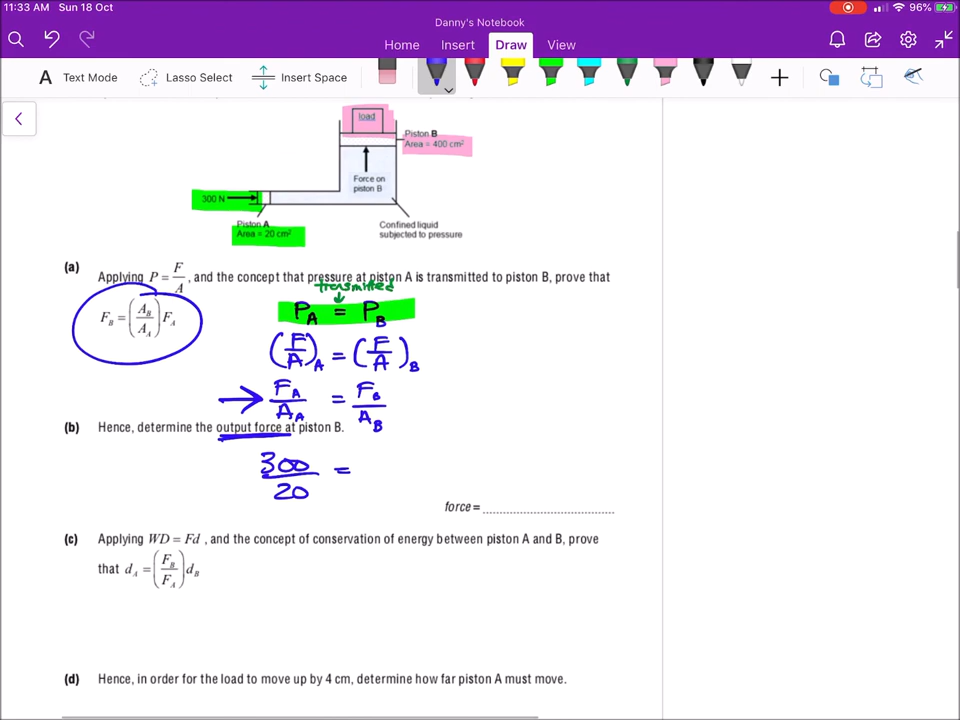 11:33 AM Sun 18 Oct
96%
Danny's Notebook
Home Insert Draw View
A Text Mode Lasso Select Insert Space
load
Piston B
Area = 400 cm²
Force on
piston B
300 N
Piston A
Area = 20 cm²
Confined liquid
subjected to pressure
(a) Applying P = F/A, and the concept that pressure at piston A is transmitted to piston B, prove that
transmitted
F_B = (A_B/A_A) F_A
P_A = P_B
(F/A)_A = (F/A)_B
F_A/A_A = F_B/A_B
(b) Hence, determine the output force at piston B.
300/20 =
force =
(c) Applying WD = Fd , and the concept of conservation of energy between piston A and B, prove
that d_A = (F_B/F_A) d_B
(d) Hence, in order for the load to move up by 4 cm, determine how far piston A must move.